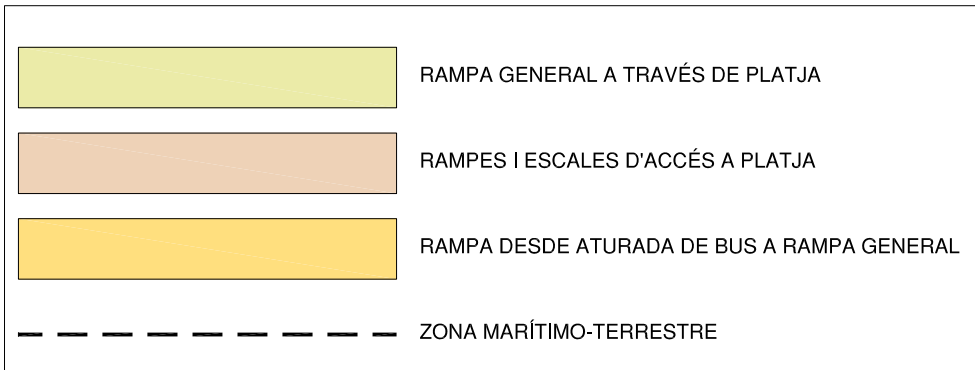 RAMPA GENERAL A TRAVÉS DE PLATJA
RAMPES I ESCALES D'ACCÉS A PLATJA
RAMPA DESDE ATURADA DE BUS A RAMPA GENERAL
ZONA MARÍTIMO-TERRESTRE